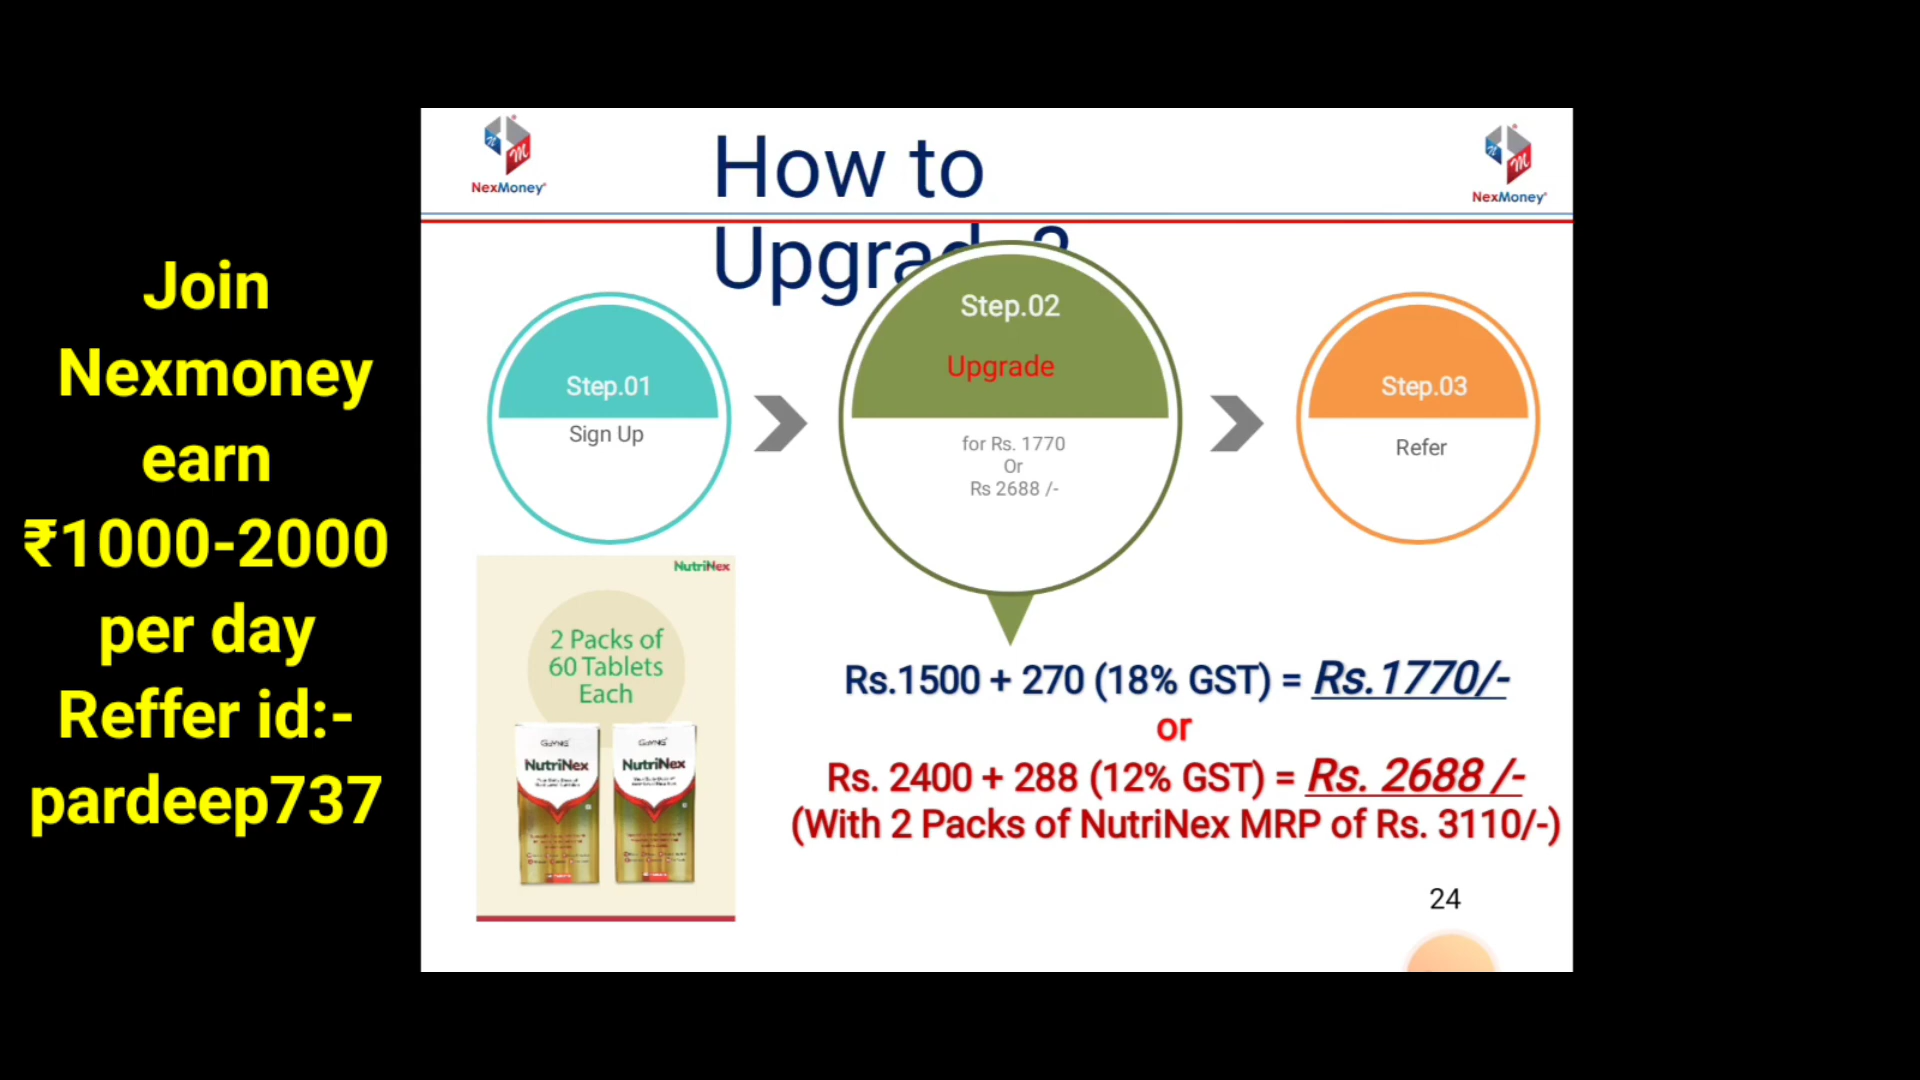 Join
Nexmoney
earn
₹1000-2000
per day
Reffer id:-
pardeep737
NexMoney
NexMoney
How to
Upgrade?
Step.01
Sign Up
Step.02
Upgrade
for Rs. 1770
Or
Rs 2688 /-
Step.03
Refer
NutriNex
2 Packs of
60 Tablets
Each
NutriNex
NutriNex
Rs.1500 + 270 (18% GST) = Rs.1770/-
or
Rs. 2400 + 288 (12% GST) = Rs. 2688 /-
(With 2 Packs of NutriNex MRP of Rs. 3110/-)
24